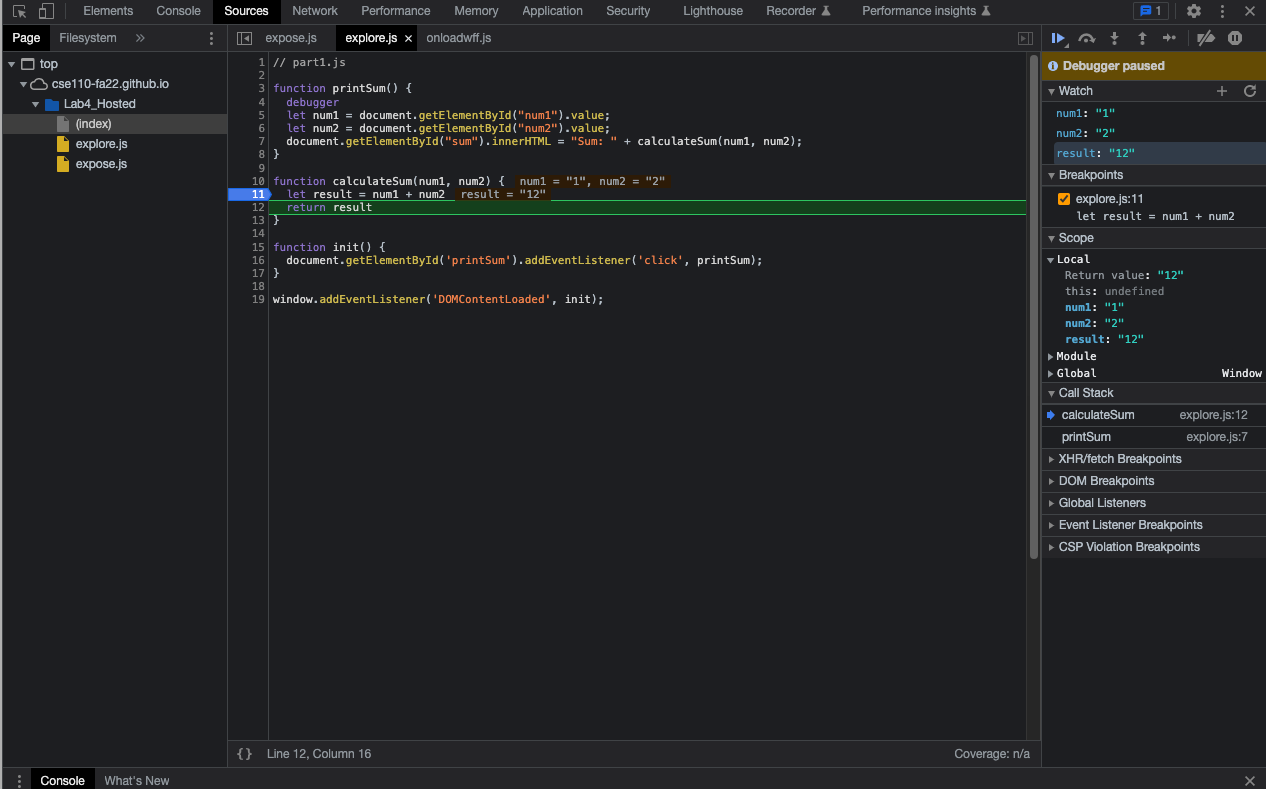 Elements Console Sources Network Performance Memory Application Security Lighthouse Recorder Performance insights 1
Page Filesystem
expose.js explore.js onloadwff.js
top
cse110-fa22.github.io
Lab4_Hosted
(index)
explore.js
expose.js
1 // part1.js
2
3 function printSum() {
4 debugger
5 let num1 = document.getElementById("num1").value;
6 let num2 = document.getElementById("num2").value;
7 document.getElementById("sum").innerHTML = "Sum: " + calculateSum(num1, num2);
8 }
9
10 function calculateSum(num1, num2) { num1 = "1", num2 = "2"
11 let result = num1 + num2 result = "12"
12 return result
13 }
14
15 function init() {
16 document.getElementById('printSum').addEventListener('click', printSum);
17 }
18
19 window.addEventListener('DOMContentLoaded', init);
{} Line 12, Column 16 Coverage: n/a
Debugger paused
Watch
num1: "1"
num2: "2"
result: "12"
Breakpoints
explore.js:11
let result = num1 + num2
Scope
Local
Return value: "12"
this: undefined
num1: "1"
num2: "2"
result: "12"
Module
Global Window
Call Stack
calculateSum explore.js:12
printSum explore.js:7
XHR/fetch Breakpoints
DOM Breakpoints
Global Listeners
Event Listener Breakpoints
CSP Violation Breakpoints
Console What's New